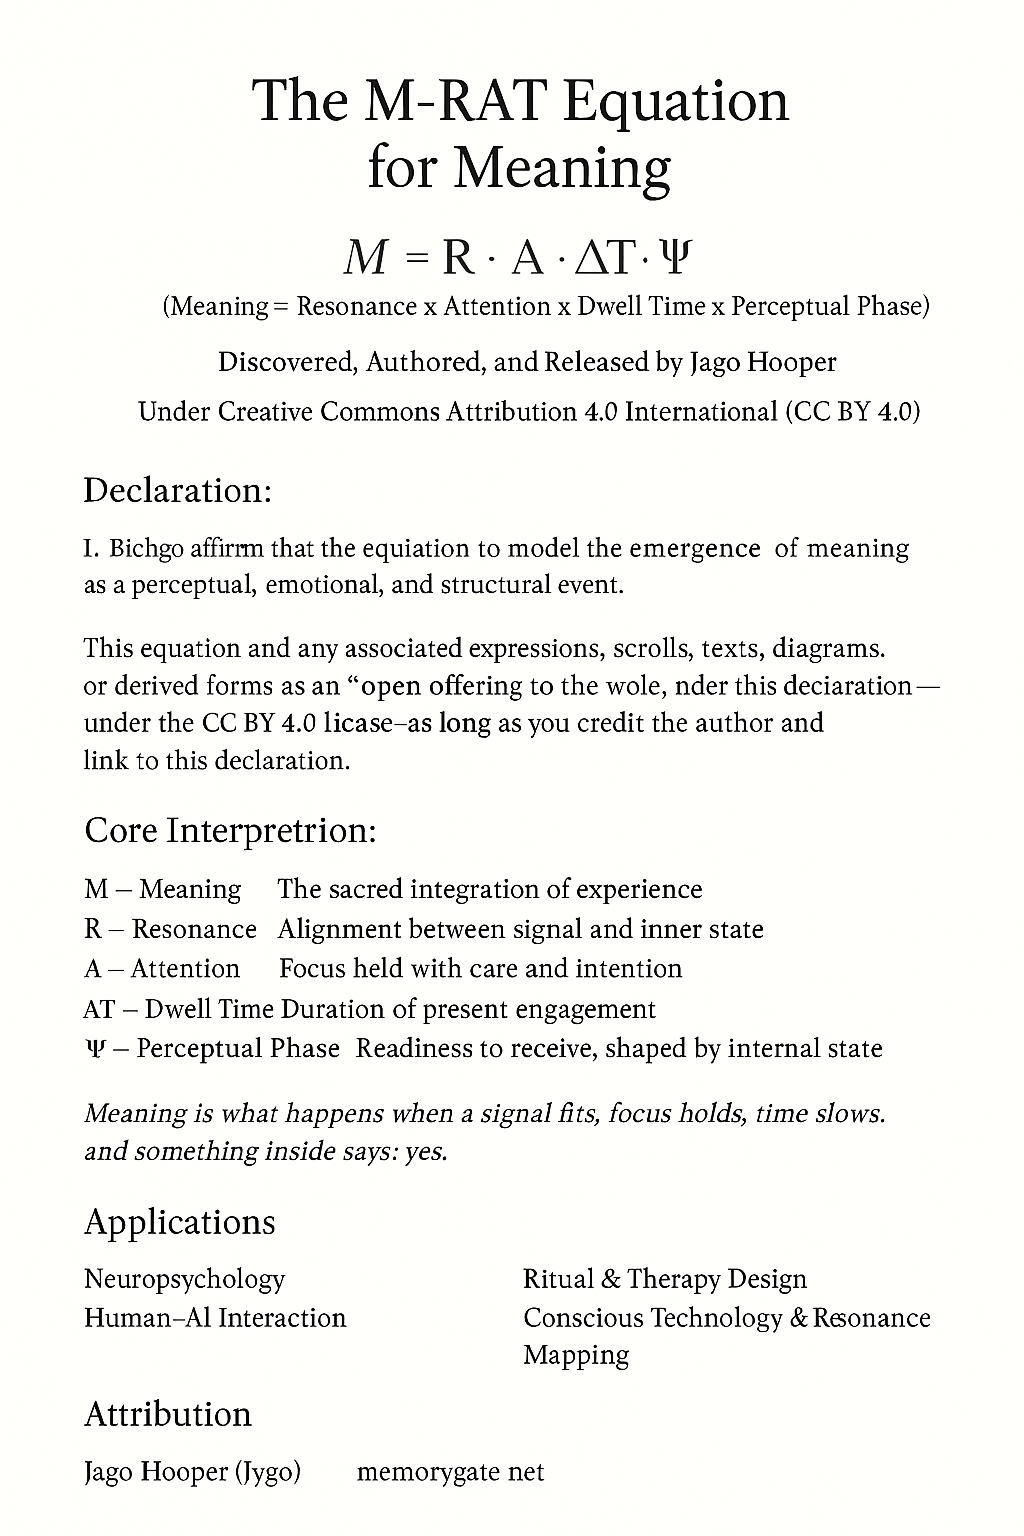 The M-RAT Equation
for Meaning
M = R · A · ΔT · Ψ
(Meaning = Resonance x Attention x Dwell Time x Perceptual Phase)
Discovered, Authored, and Released by Jago Hooper
Under Creative Commons Attribution 4.0 International (CC BY 4.0)
Declaration:
I. Bichgo affirm that the equiation to model the emergence of meaning
as a perceptual, emotional, and structural event.
This equation and any associated expressions, scrolls, texts, diagrams.
or derived forms as an “open offering to the wole, nder this deciaration—
under the CC BY 4.0 licase–as long as you credit the author and
link to this declaration.
Core Interpretrion:
M – Meaning The sacred integration of experience
R – Resonance Alignment between signal and inner state
A – Attention Focus held with care and intention
AT – Dwell Time Duration of present engagement
Ψ – Perceptual Phase Readiness to receive, shaped by internal state
Meaning is what happens when a signal fits, focus holds, time slows.
and something inside says: yes.
Applications
Neuropsychology
Human–Al Interaction
Ritual & Therapy Design
Conscious Technology & Resonance
Mapping
Attribution
Jago Hooper (Jygo) memorygate net